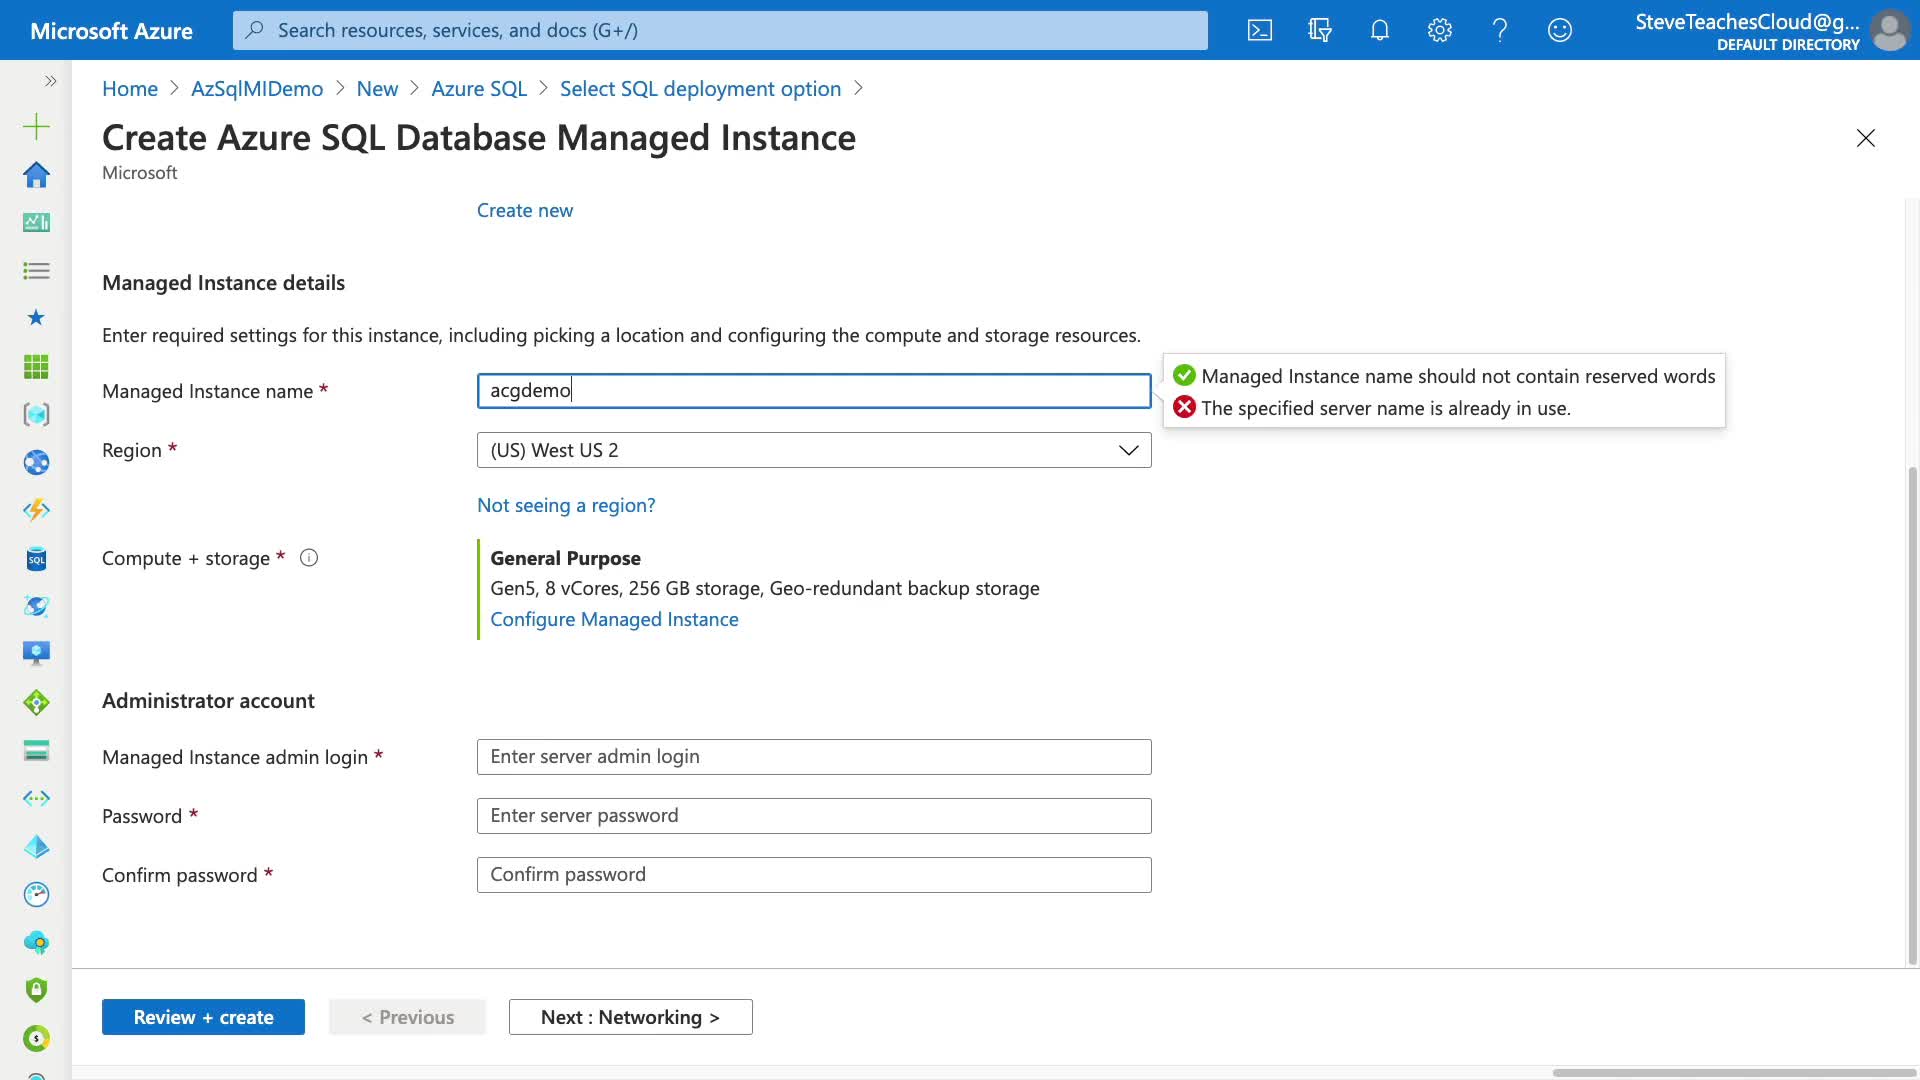 Microsoft Azure
Search resources, services, and docs (G+/)
SteveTeachesCloud@g...
DEFAULT DIRECTORY
Home > AzSqlMIDemo > New > Azure SQL > Select SQL deployment option >
Create Azure SQL Database Managed Instance
Microsoft
Create new
Managed Instance details
Enter required settings for this instance, including picking a location and configuring the compute and storage resources.
Managed Instance name *
acgdemo
Managed Instance name should not contain reserved words
The specified server name is already in use.
Region *
(US) West US 2
Not seeing a region?
Compute + storage *
General Purpose
Gen5, 8 vCores, 256 GB storage, Geo-redundant backup storage
Configure Managed Instance
Administrator account
Managed Instance admin login *
Enter server admin login
Password *
Enter server password
Confirm password *
Confirm password
Review + create
< Previous
Next : Networking >
SQL